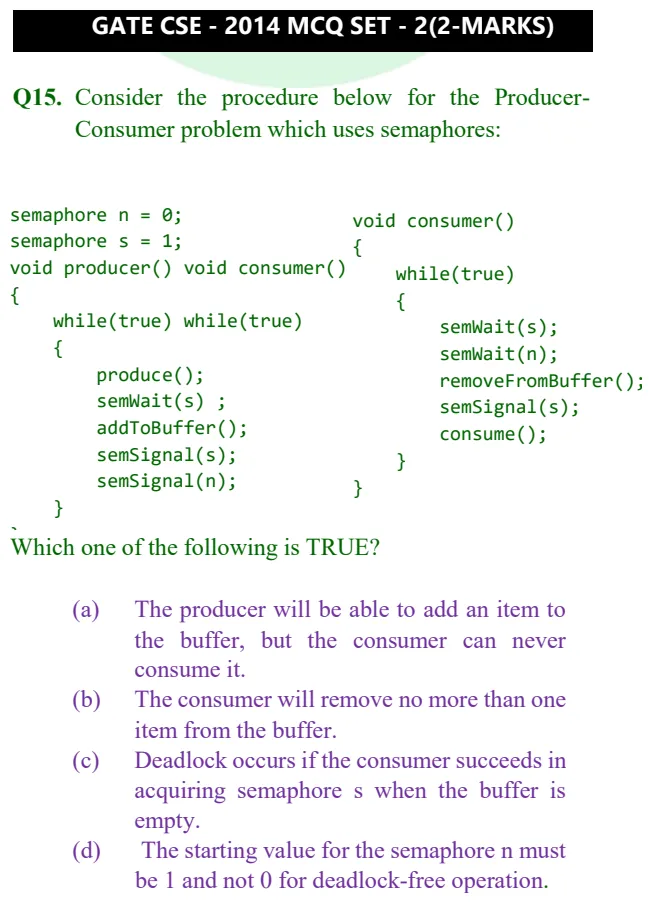 GATE CSE - 2014 MCQ SET - 2(2-MARKS)
Q15. Consider the procedure below for the Producer-
Consumer problem which uses semaphores:
semaphore n = 0;
semaphore s = 1;
void producer() void consumer()
{
while(true) while(true)
{
produce();
semWait(s) ;
addToBuffer();
semSignal(s);
semSignal(n);
}
void consumer()
{
while(true)
{
semWait(s);
semWait(n);
removeFromBuffer();
semSignal(s);
consume();
}
}
Which one of the following is TRUE?
(a) The producer will be able to add an item to
the buffer, but the consumer can never
consume it.
(b) The consumer will remove no more than one
item from the buffer.
(c) Deadlock occurs if the consumer succeeds in
acquiring semaphore s when the buffer is
empty.
(d) The starting value for the semaphore n must
be 1 and not 0 for deadlock-free operation.